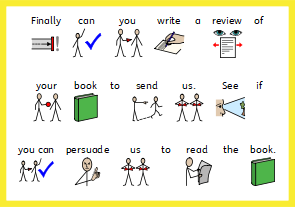 Finally can you write a review of
your book to send us. See if
you can persuade us to read the book.